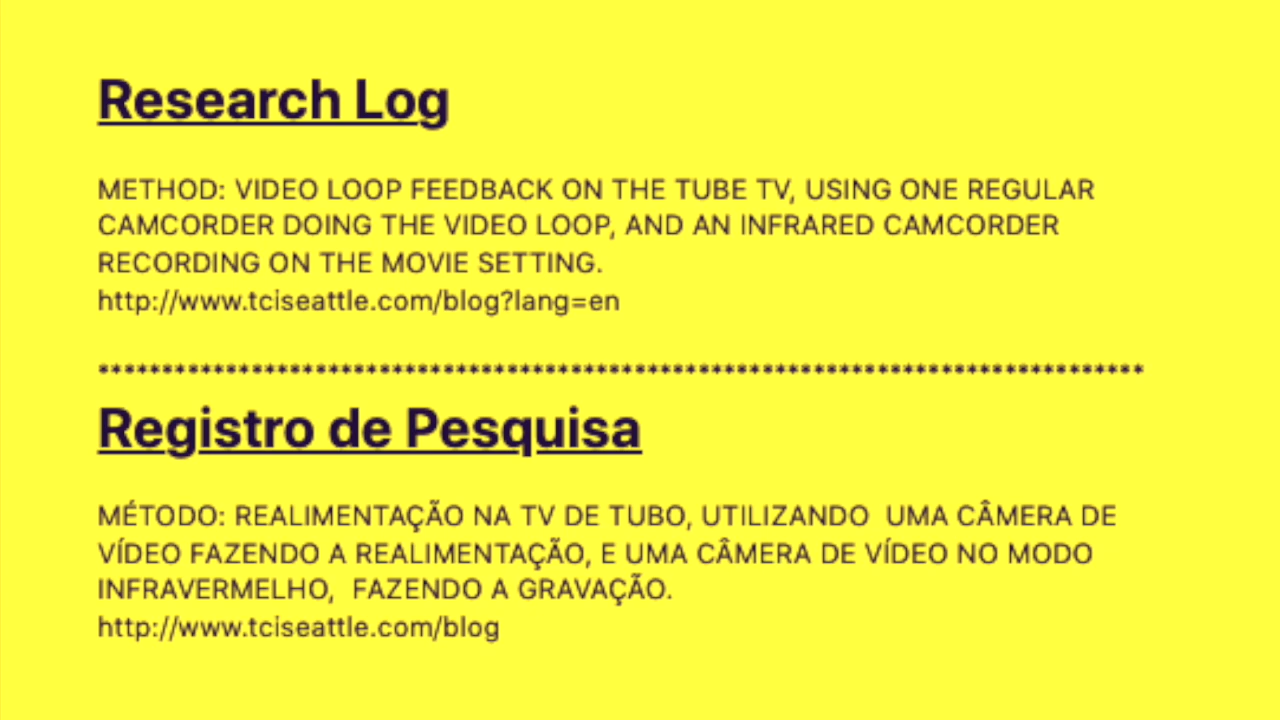 Research Log
METHOD: VIDEO LOOP FEEDBACK ON THE TUBE TV, USING ONE REGULAR
CAMCORDER DOING THE VIDEO LOOP, AND AN INFRARED CAMCORDER
RECORDING ON THE MOVIE SETTING.
http://www.tciseattle.com/blog?lang=en
**********************************************************************************
Registro de Pesquisa
MÉTODO: REALIMENTAÇÃO NA TV DE TUBO, UTILIZANDO  UMA CÂMERA DE
VÍDEO FAZENDO A REALIMENTAÇÃO, E UMA CÂMERA DE VÍDEO NO MODO
INFRAVERMELHO,  FAZENDO A GRAVAÇÃO.
http://www.tciseattle.com/blog